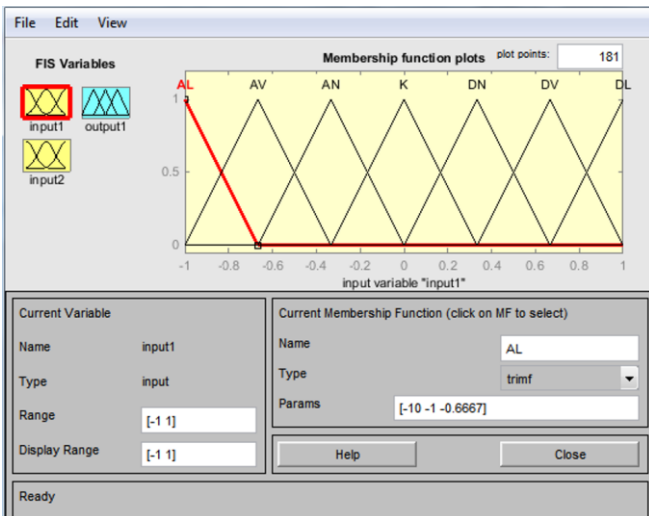 File Edit View
FIS Variables
input1 output1
input2
Membership function plots plot points: 181
AL AV AN K DN DV DL
1
0.5
0
-1 -0.8 -0.6 -0.4 -0.2 0 0.2 0.4 0.6 0.8 1
input variable "input1"
Current Variable
Name input1
Type input
Range [-1 1]
Display Range [-1 1]
Current Membership Function (click on MF to select)
Name AL
Type trimf
Params [-10 -1 -0.6667]
Help Close
Ready